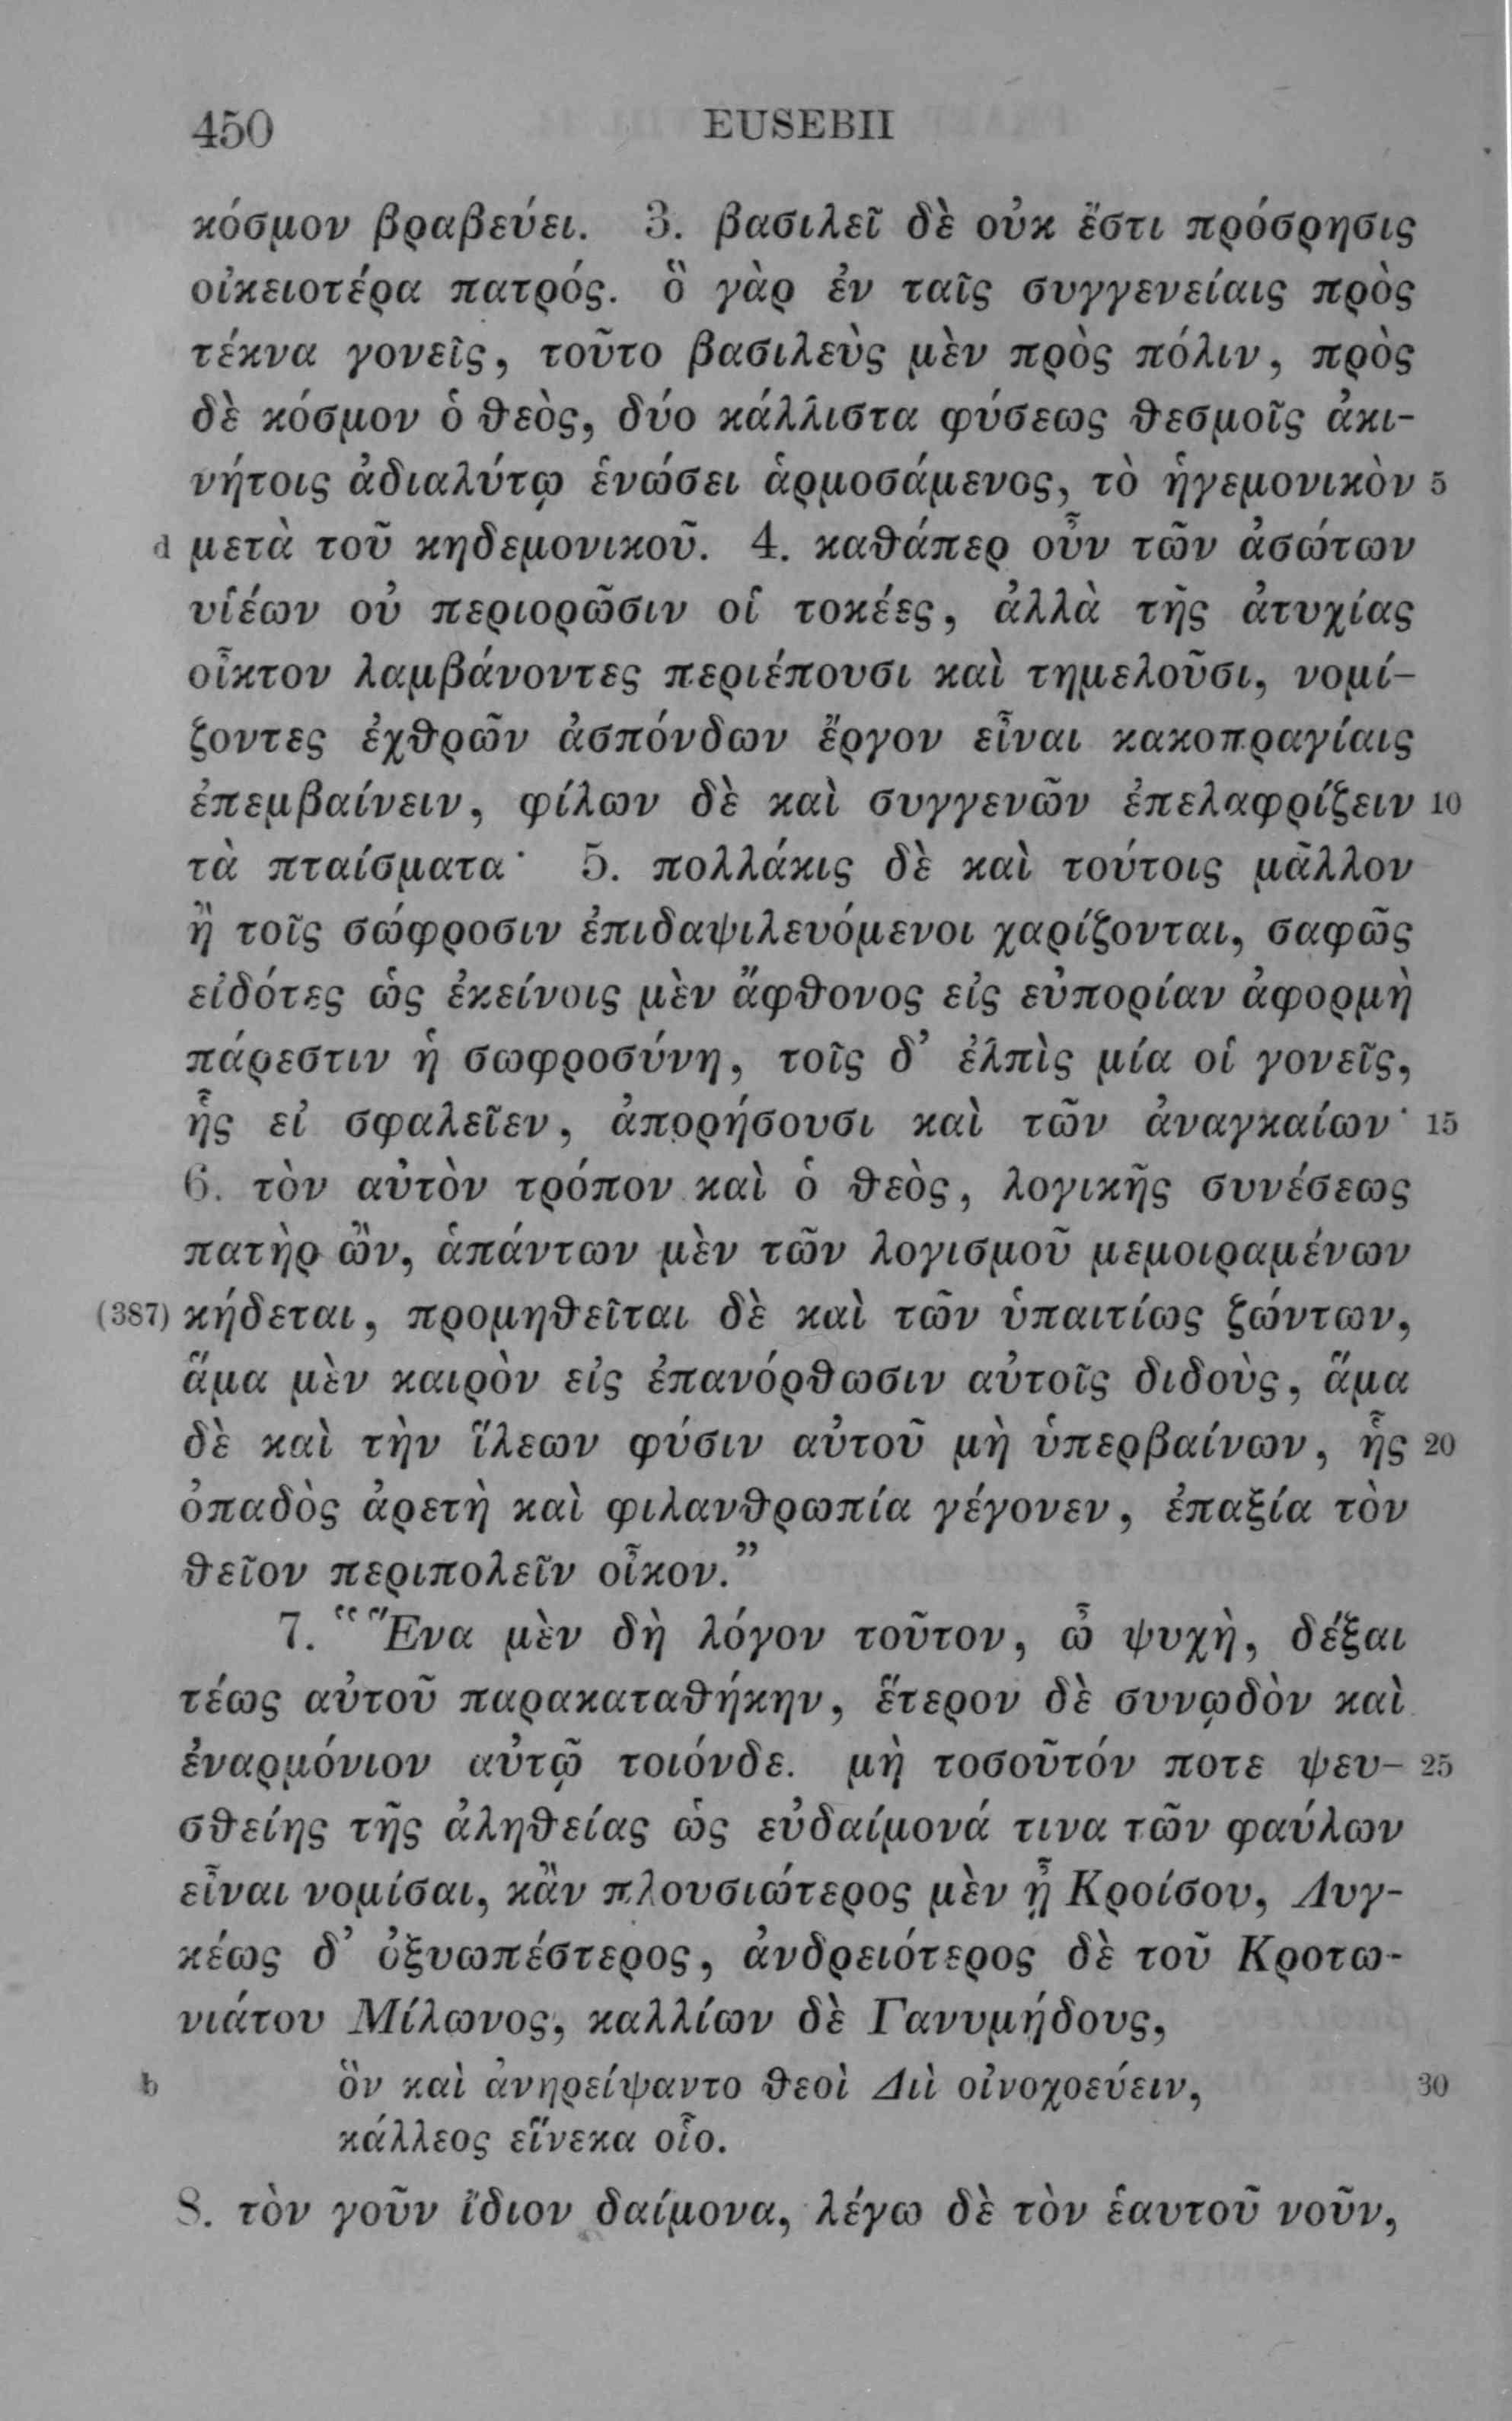 450 EUSEBII
κόσμον βραβεύει. 3. βασιλεῖ δὲ οὐκ ἔστι πρόσρησις
οἰκειοτέρα πατρός. ὃ γὰρ ἐν ταῖς συγγενείαις πρὸς
τέκνα γονεῖς, τοῦτο βασιλεὺς μὲν πρὸς πόλιν, πρὸς
δὲ κόσμον ὁ θεὸς, δύο κάλλιστα φύσεως θεσμοῖς ἀκι-
νήτοις ἀδιαλύτῳ ἑνώσει ἁρμοσάμενος, τὸ ἡγεμονικὸν 5
d μετὰ τοῦ κηδεμονικοῦ. 4. καθάπερ οὖν τῶν ἀσώτων
υἱέων οὐ περιορῶσιν οἱ τοκέες, ἀλλὰ τῆς ἀτυχίας
οἶκτον λαμβάνοντες περιέπουσι καὶ τημελοῦσι, νομί-
ζοντες ἐχθρῶν ἀσπόνδων ἔργον εἶναι κακοπραγίαις
ἐπεμβαίνειν, φίλων δὲ καὶ συγγενῶν ἐπελαφρίζειν 10
τὰ πταίσματα· 5. πολλάκις δὲ καὶ τούτοις μᾶλλον
ἢ τοῖς σώφροσιν ἐπιδαψιλευόμενοι χαρίζονται, σαφῶς
εἰδότες ὡς ἐκείνοις μὲν ἄφθονος εἰς εὐπορίαν ἀφορμὴ
πάρεστιν ἡ σωφροσύνη, τοῖς δ’ ἐλπὶς μία οἱ γονεῖς,
ἧς εἰ σφαλεῖεν, ἀπορήσουσι καὶ τῶν ἀναγκαίων· 15
6. τὸν αὐτὸν τρόπον καὶ ὁ θεὸς, λογικῆς συνέσεως
πατὴρ ὢν, ἁπάντων μὲν τῶν λογισμοῦ μεμοιραμένων
(387) κήδεται, προμηθεῖται δὲ καὶ τῶν ὑπαιτίως ζώντων,
ἅμα μὲν καιρὸν εἰς ἐπανόρθωσιν αὐτοῖς διδοὺς, ἅμα
δὲ καὶ τὴν ἵλεων φύσιν αὐτοῦ μὴ ὑπερβαίνων, ἧς 20
ὀπαδὸς ἀρετὴ καὶ φιλανθρωπία γέγονεν, ἐπαξία τὸν
θεῖον περιπολεῖν οἶκον.”
7. “Ἕνα μὲν δὴ λόγον τοῦτον, ὦ ψυχὴ, δέξαι
τέως αὐτοῦ παρακαταθήκην, ἕτερον δὲ συνῳδὸν καὶ
ἐναρμόνιον αὐτῷ τοιόνδε. μὴ τοσοῦτόν ποτε ψευ- 25
σθείης τῆς ἀληθείας ὡς εὐδαίμονά τινα τῶν φαύλων
εἶναι νομίσαι, κἂν πλουσιώτερος μὲν ᾖ Κροίσου, Λυγ-
κέως δ’ ὀξυωπέστερος, ἀνδρειότερος δὲ τοῦ Κροτω-
νιάτου Μίλωνος, καλλίων δὲ Γανυμήδους,
b ὃν καὶ ἀνηρείψαντο θεοὶ Διὶ οἰνοχοεύειν, 30
κάλλεος εἵνεκα οἷο.
8. τὸν γοῦν ἴδιον δαίμονα, λέγω δὲ τὸν ἑαυτοῦ νοῦν,